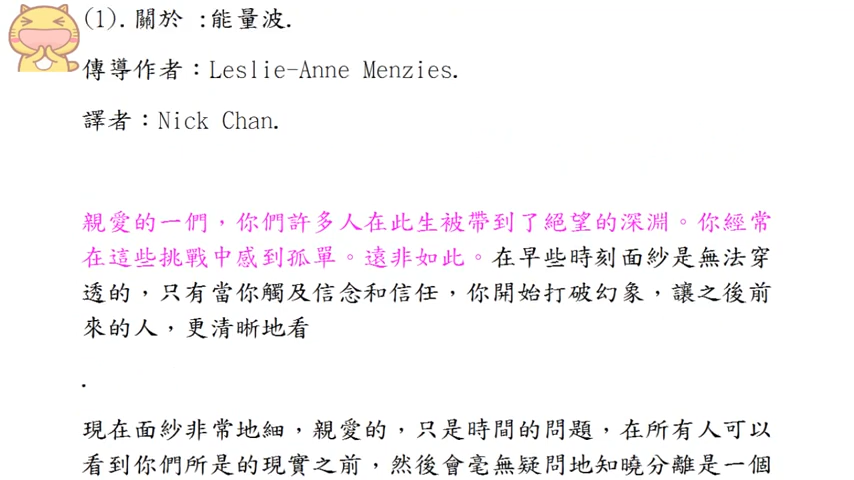 (1).關於 :能量波.
傳導作者：Leslie-Anne Menzies.
譯者：Nick Chan.
親愛的一們，你們許多人在此生被帶到了絕望的深淵。你經常
在這些挑戰中感到孤單。遠非如此。在早些時刻面紗是無法穿
透的，只有當你觸及信念和信任，你開始打破幻象，讓之後前
來的人，更清晰地看
.
現在面紗非常地細，親愛的，只是時間的問題，在所有人可以
看到你們所是的現實之前，然後會毫無疑問地知曉分離是一個